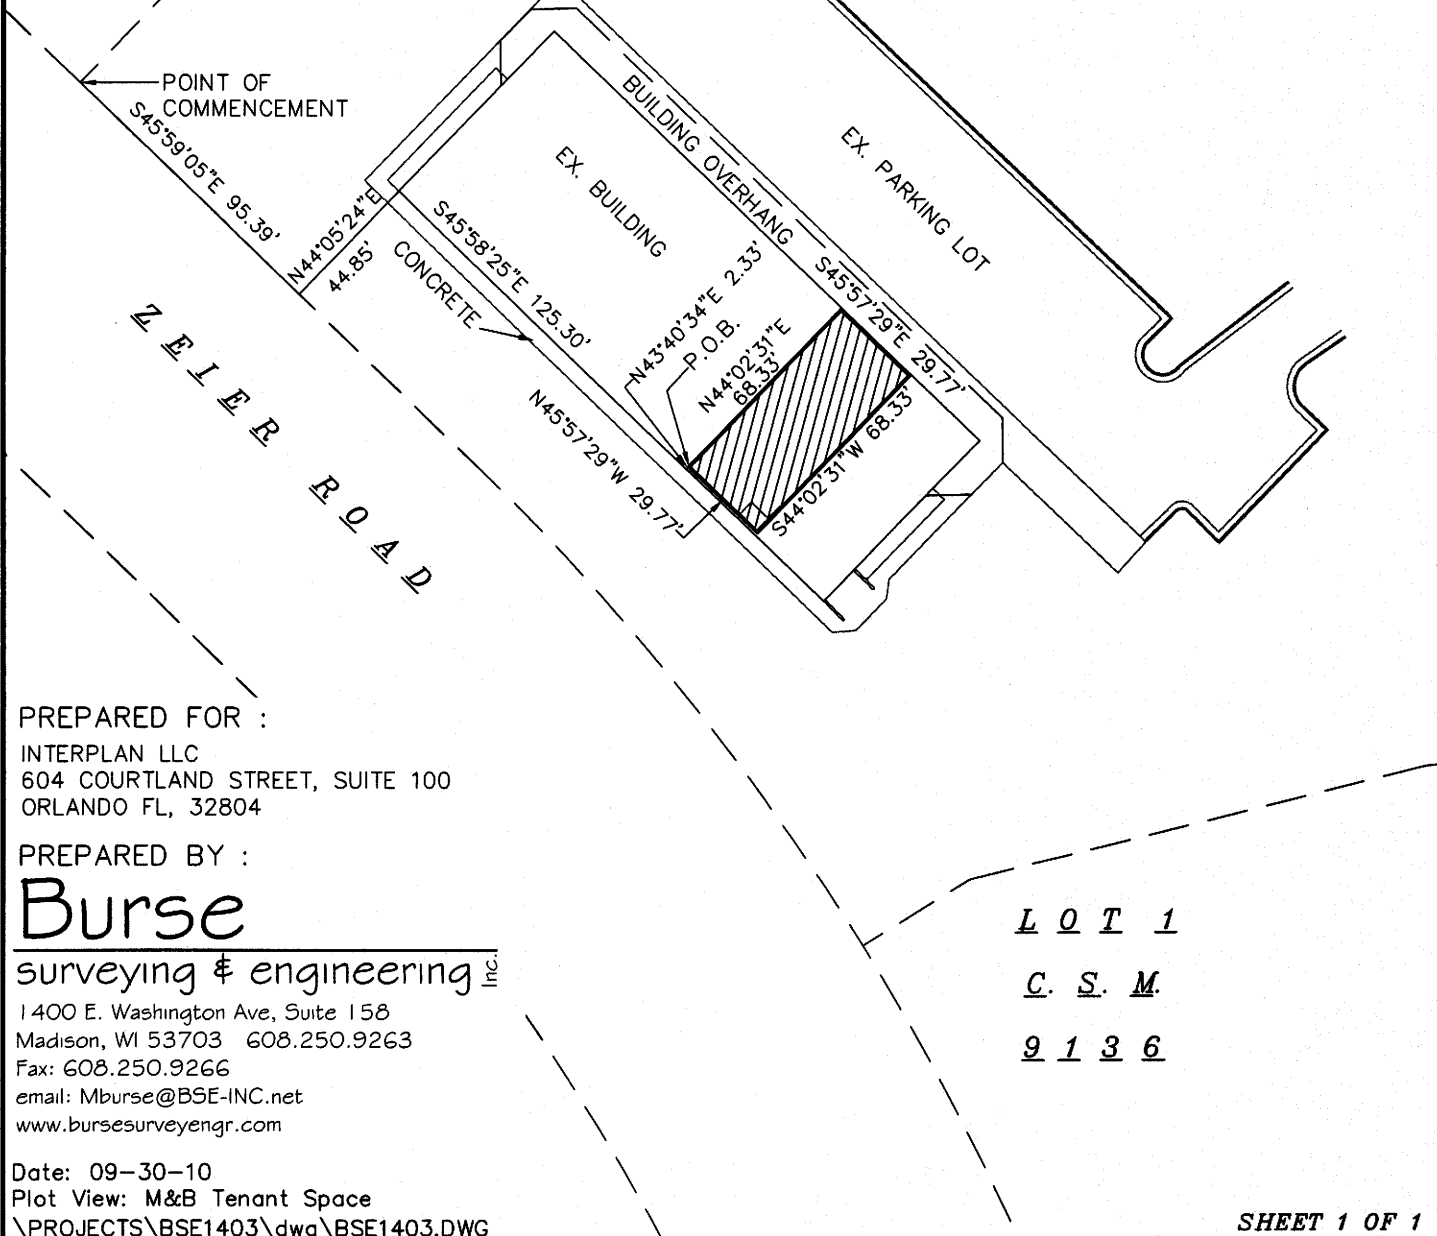 POINT OF
COMMENCEMENT
S45°59'05"E 95.39'
N44°05'24"E
44.85'
CONCRETE
S45°58'25"E 125.30'
EX. BUILDING
BUILDING OVERHANG
EX. PARKING LOT
N43°40'34"E 2.33'
P.O.B.
N44°02'31"E
68.33'
S45°57'29"E 29.77'
S44°02'31"W 68.33'
N45°57'29"W 29.77'
ZEIER ROAD
PREPARED FOR :
INTERPLAN LLC
604 COURTLAND STREET, SUITE 100
ORLANDO FL, 32804
PREPARED BY :
Burse
surveying & engineering Inc.
1400 E. Washington Ave, Suite 158
Madison, WI 53703 608.250.9263
Fax: 608.250.9266
email: Mburse@BSE-INC.net
www.bursesurveyengr.com
Date: 09-30-10
Plot View: M&B Tenant Space
\PROJECTS\BSE1403\dwg\BSE1403.DWG
LOT 1
C. S. M.
9136
SHEET 1 OF 1